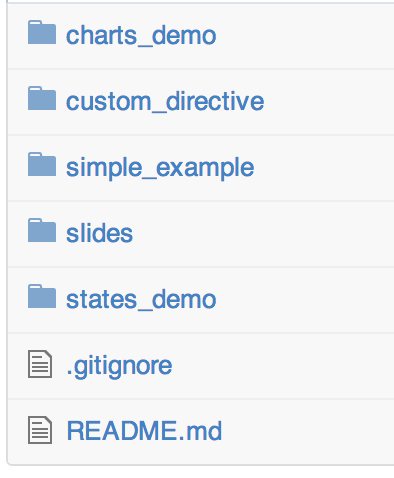 charts_demo
custom_directive
simple_example
slides
states_demo
.gitignore
README.md